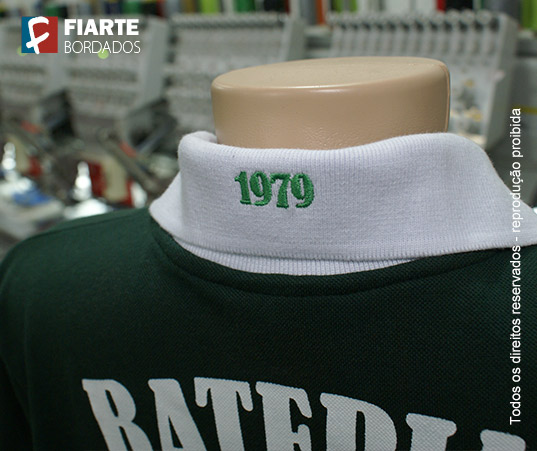 FIARTE
BORDADOS
1979
Todos os direitos reservados - reprodução proibida